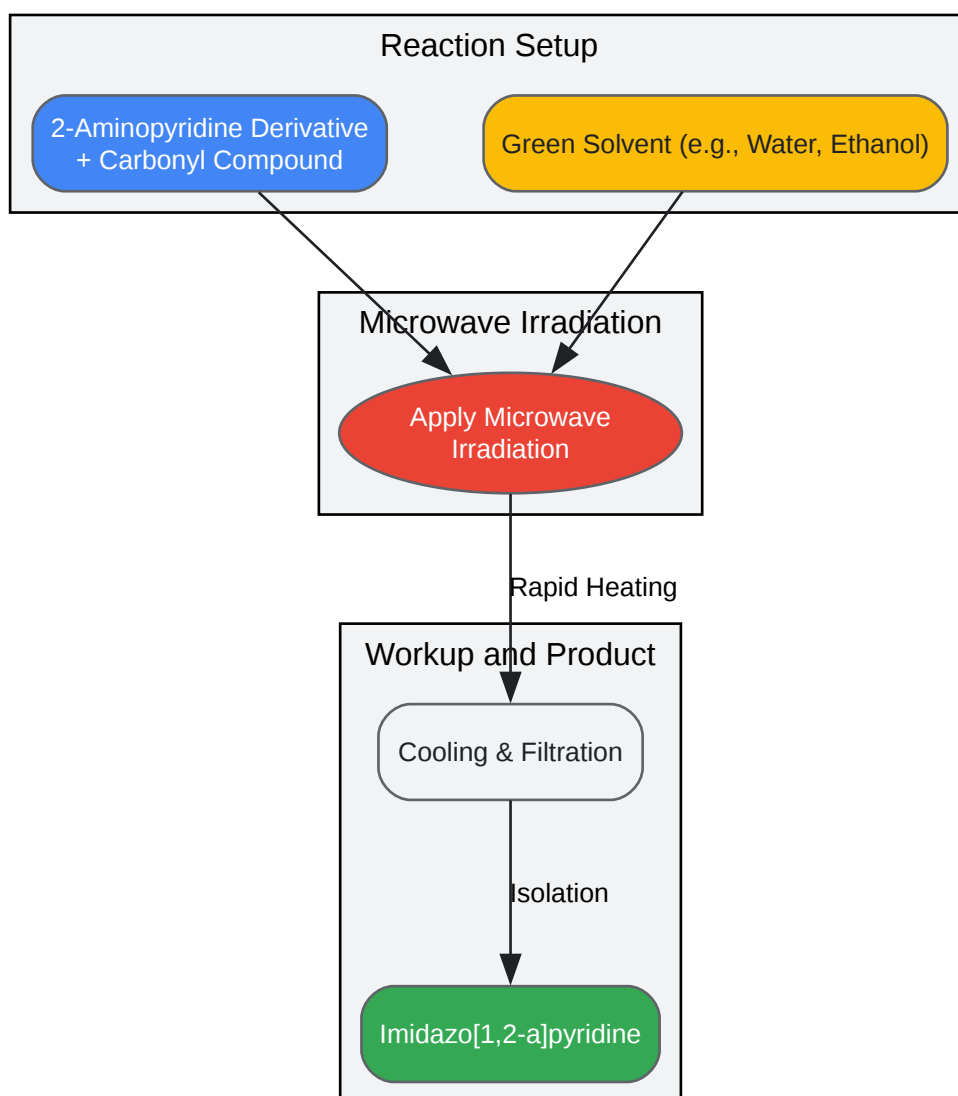 Reaction Setup
2-Aminopyridine Derivative
+ Carbonyl Compound
Green Solvent (e.g., Water, Ethanol)
Microwave Irradiation
Apply Microwave
Irradiation
Rapid Heating
Workup and Product
Cooling & Filtration
Isolation
Imidazo[1,2-a]pyridine